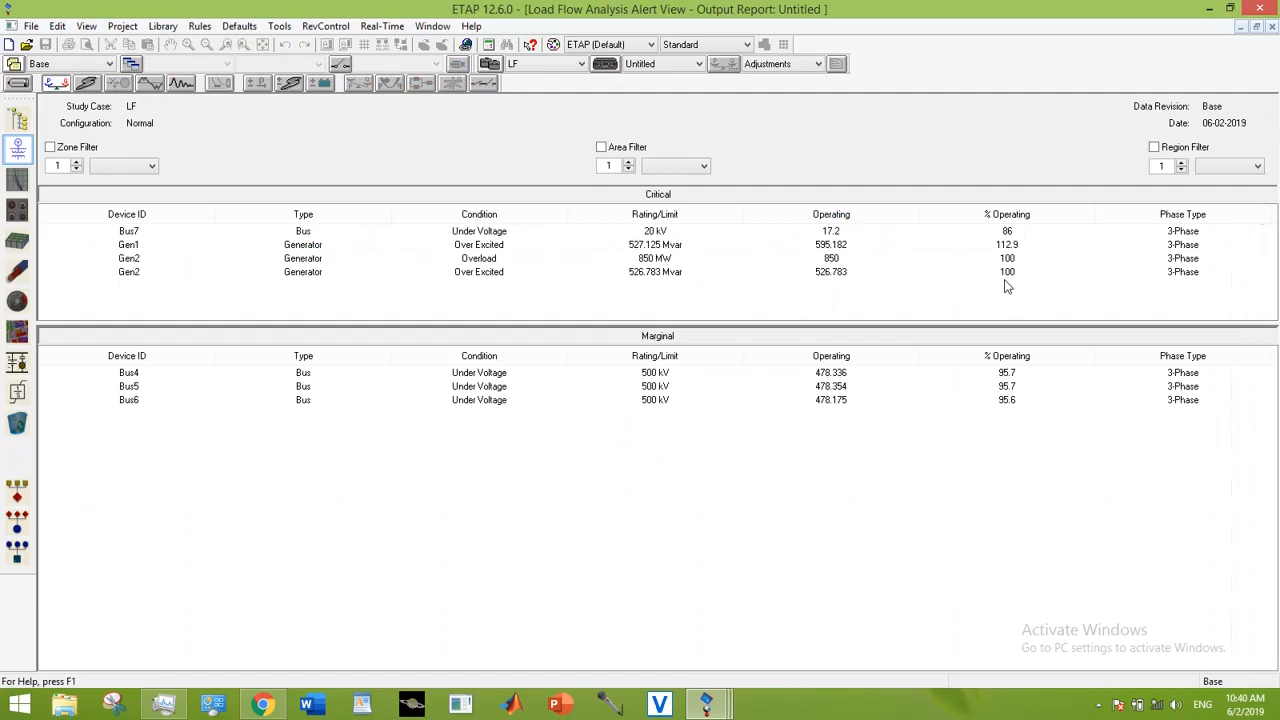 ETAP 12.6.0 - [Load Flow Analysis Alert View - Output Report: Untitled ]
File Edit View Project Library Rules Defaults Tools RevControl Real-Time Window Help
ETAP (Default) Standard
Base LF Untitled Adjustments
Study Case: LF Data Revision: Base
Configuration: Normal Date: 06-02-2019
Zone Filter Area Filter Region Filter
1 1 1
Critical
Device ID Type Condition Rating/Limit Operating % Operating Phase Type
Bus7 Bus Under Voltage 20 kV 17.2 86 3-Phase
Gen1 Generator Over Excited 527.125 Mvar 595.182 112.9 3-Phase
Gen2 Generator Overload 850 MW 850 100 3-Phase
Gen2 Generator Over Excited 526.783 Mvar 526.783 100 3-Phase
Marginal
Device ID Type Condition Rating/Limit Operating % Operating Phase Type
Bus4 Bus Under Voltage 500 kV 478.336 95.7 3-Phase
Bus5 Bus Under Voltage 500 kV 478.354 95.7 3-Phase
Bus6 Bus Under Voltage 500 kV 478.175 95.6 3-Phase
Activate Windows
Go to PC settings to activate Windows.
For Help, press F1 Base
ENG 10:40 AM
6/2/2019